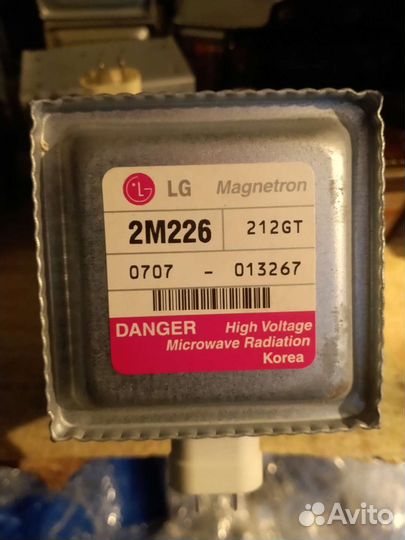 LG Magnetron
2M226 212GT
0707 - 013267
DANGER High Voltage
Microwave Radiation
Korea
Avito